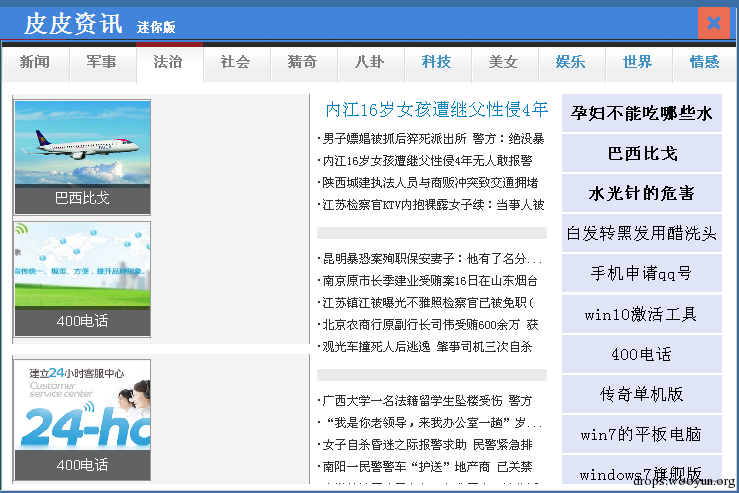 皮皮资讯 迷你版
×
新闻 军事 法治 社会 猜奇 八卦 科技 美女 娱乐 世界 情感
巴西比戈
宣传统一、规范、方便，提升品牌形象。
400电话
建立24小时客服中心
Customer
service center
24-hc
400电话
内江16岁女孩遭继父性侵4年
·男子嫖娼被抓后猝死派出所 警方：绝没暴
·内江16岁女孩遭继父性侵4年无人敢报警
·陕西城建执法人员与商贩冲突致交通拥堵
·江苏检察官KTV内抱裸露女子续：当事人被
·昆明暴恐案殉职保安妻子：他有了名分...
·南京原市长季建业受贿案16日在山东烟台
·江苏镇江被曝光不雅照检察官已被免职(
·北京农商行原副行长司伟受贿600余万 获
·观光车撞死人后逃逸 肇事司机三次自杀
·广西大学一名法籍留学生坠楼受伤 警方
·“我是你老领导，来我办公室一趟”岁...
·女子自杀昏迷之际报警求助 民警紧急排
·南阳一民警警车“护送”地产商 已关禁
孕妇不能吃哪些水
巴西比戈
水光针的危害
白发转黑发用醋洗头
手机申请qq号
win10激活工具
400电话
传奇单机版
win7的平板电脑
windows7旗舰版
drops.wooyun.org